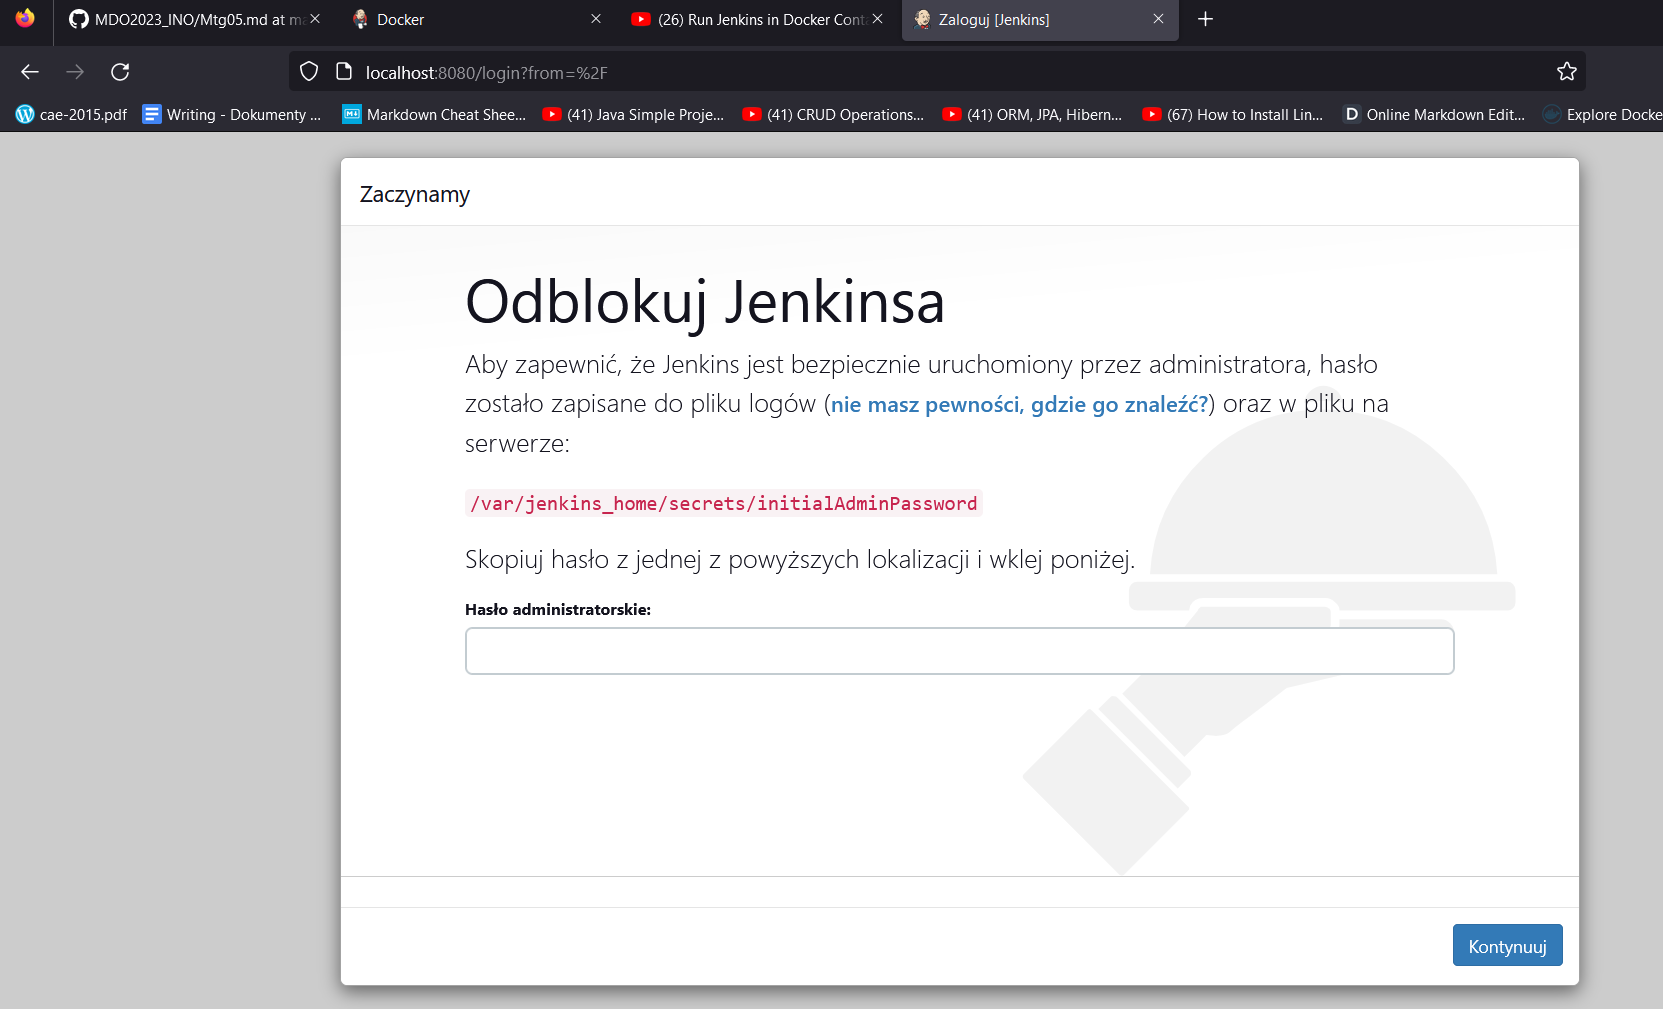 MDO2023_INO/Mtg05.md at ma
Docker
(26) Run Jenkins in Docker Cont
Zaloguj [Jenkins]
localhost:8080/login?from=%2F
cae-2015.pdf
Writing - Dokumenty ...
Markdown Cheat Shee...
(41) Java Simple Proje...
(41) CRUD Operations...
(41) ORM, JPA, Hibern...
(67) How to Install Lin...
D Online Markdown Edit...
Explore Docke
Zaczynamy
Odblokuj Jenkinsa
Aby zapewnić, że Jenkins jest bezpiecznie uruchomiony przez administratora, hasło
zostało zapisane do pliku logów (nie masz pewności, gdzie go znaleźć?) oraz w pliku na
serwerze:
/var/jenkins_home/secrets/initialAdminPassword
Skopiuj hasło z jednej z powyższych lokalizacji i wklej poniżej.
Hasło administratorskie:
Kontynuuj